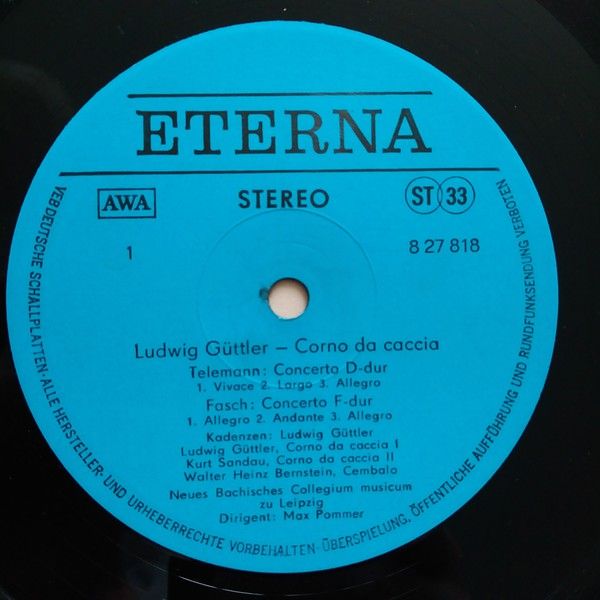 ETERNA
AWA
STEREO
ST 33
1
8 27 818
Ludwig Güttler – Corno da caccia
Telemann: Concerto D-dur
1. Vivace 2. Largo 3. Allegro
Fasch: Concerto F-dur
1. Allegro 2. Andante 3. Allegro
Kadenzen: Ludwig Güttler
Ludwig Güttler, Corno da caccia I
Kurt Sandau, Corno da caccia II
Walter Heinz Bernstein, Cembalo
Neues Bachisches Collegium musicum
zu Leipzig
Dirigent: Max Pommer
VEB DEUTSCHE SCHALLPLATTEN · ALLE HERSTELLER- UND URHEBERRECHTE VORBEHALTEN · ÜBERSPIELUNG, ÖFFENTLICHE AUFFÜHRUNG UND RUNDFUNKSENDUNG VERBOTEN